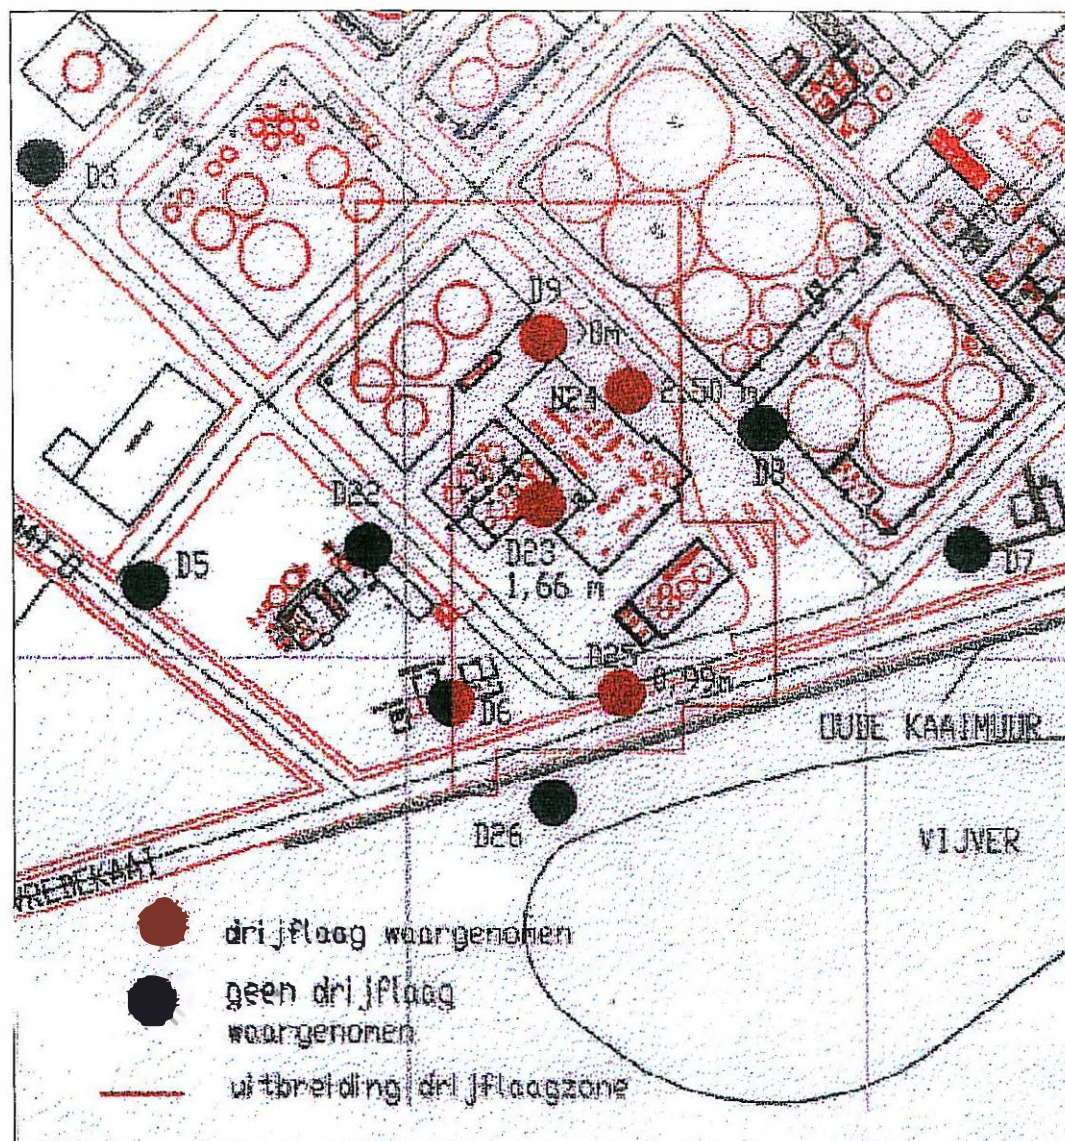 D3
D9
>0m
D24
2.50 m
D8
D22
D23
1,66 m
D5
D7
D25
0.99m
D6
OUDE KAAIMUUR
D26
VIJVER
WREDEKAAI
drijflaag waargenomen
geen drijflaag
waargenomen
uitbreiding drijflaagzone